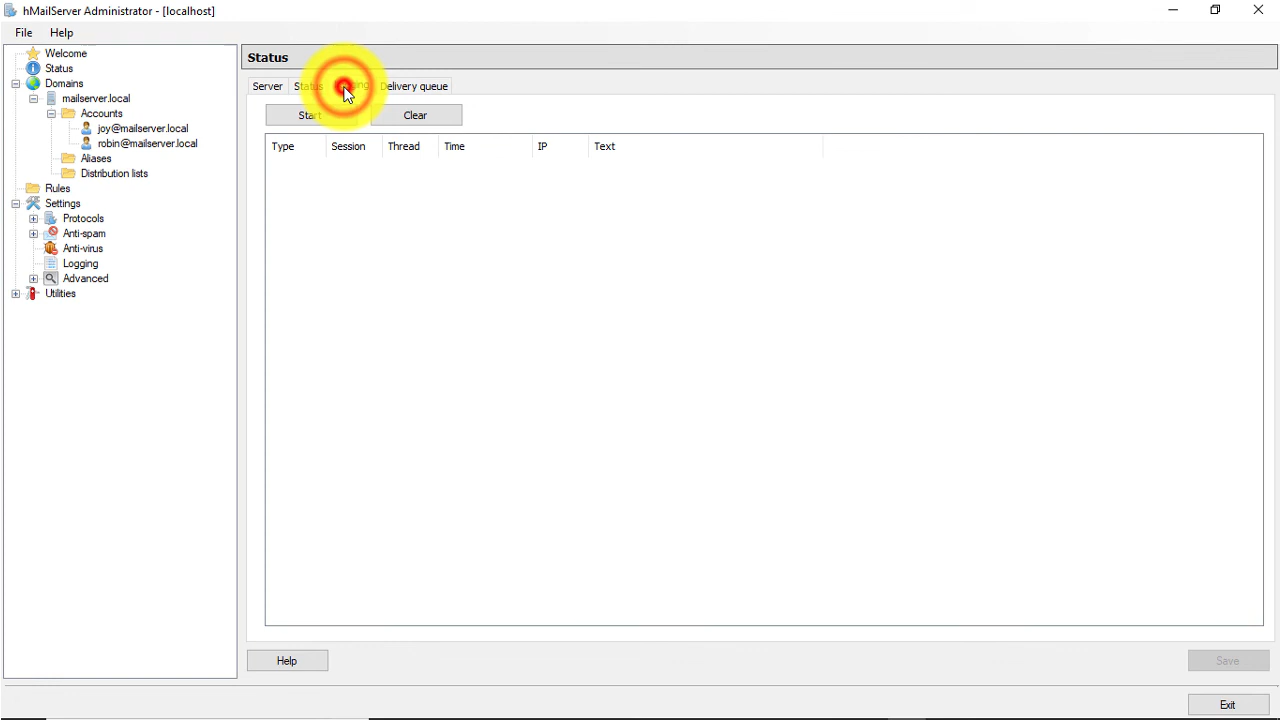 hMailServer Administrator - [localhost]
File Help
Welcome
Status
Domains
mailserver.local
Accounts
joy@mailserver.local
robin@mailserver.local
Aliases
Distribution lists
Rules
Settings
Protocols
Anti-spam
Anti-virus
Logging
Advanced
Utilities
Status
Server Status Delivery queue
Start Clear
Type Session Thread Time IP Text
Help Save
Exit